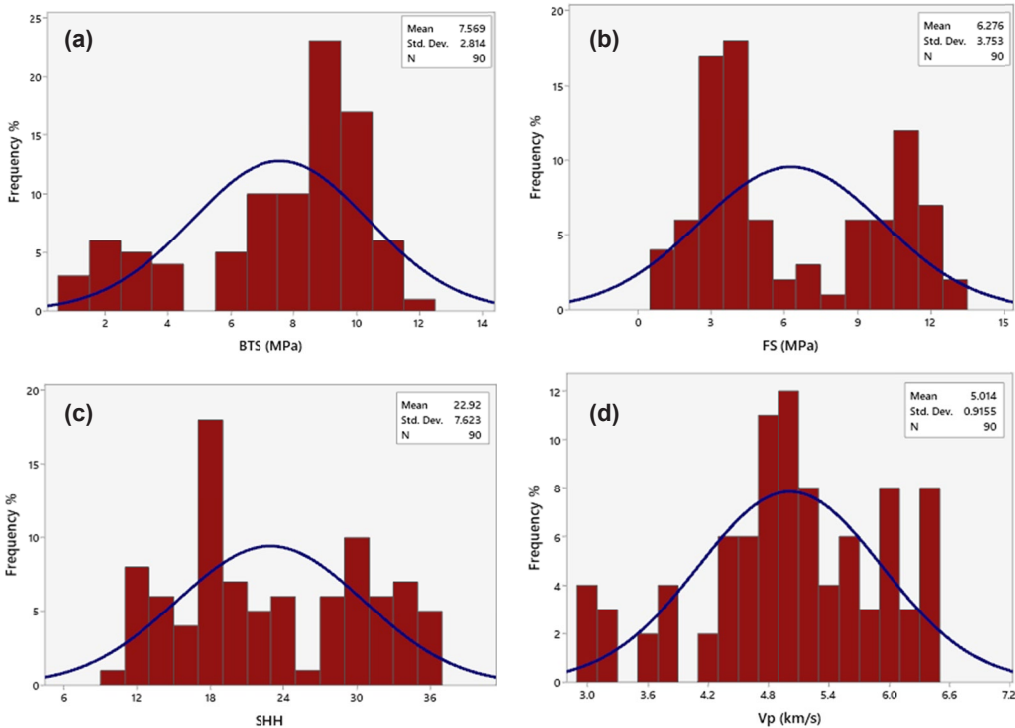 (a)
Mean 7.569
Std. Dev. 2.814
N 90
25
20
15
10
5
0
Frequency %
2 4 6 8 10 12 14
BTS (MPa)
(b)
Mean 6.276
Std. Dev. 3.753
N 90
20
15
10
5
0
Frequency %
0 3 6 9 12 15
FS (MPa)
(c)
Mean 22.92
Std. Dev. 7.623
N 90
20
15
10
5
0
Frequency %
6 12 18 24 30 36
SHH
(d)
Mean 5.014
Std. Dev. 0.9155
N 90
12
10
8
6
4
2
0
Frequency %
3.0 3.6 4.2 4.8 5.4 6.0 6.6 7.2
Vp (km/s)